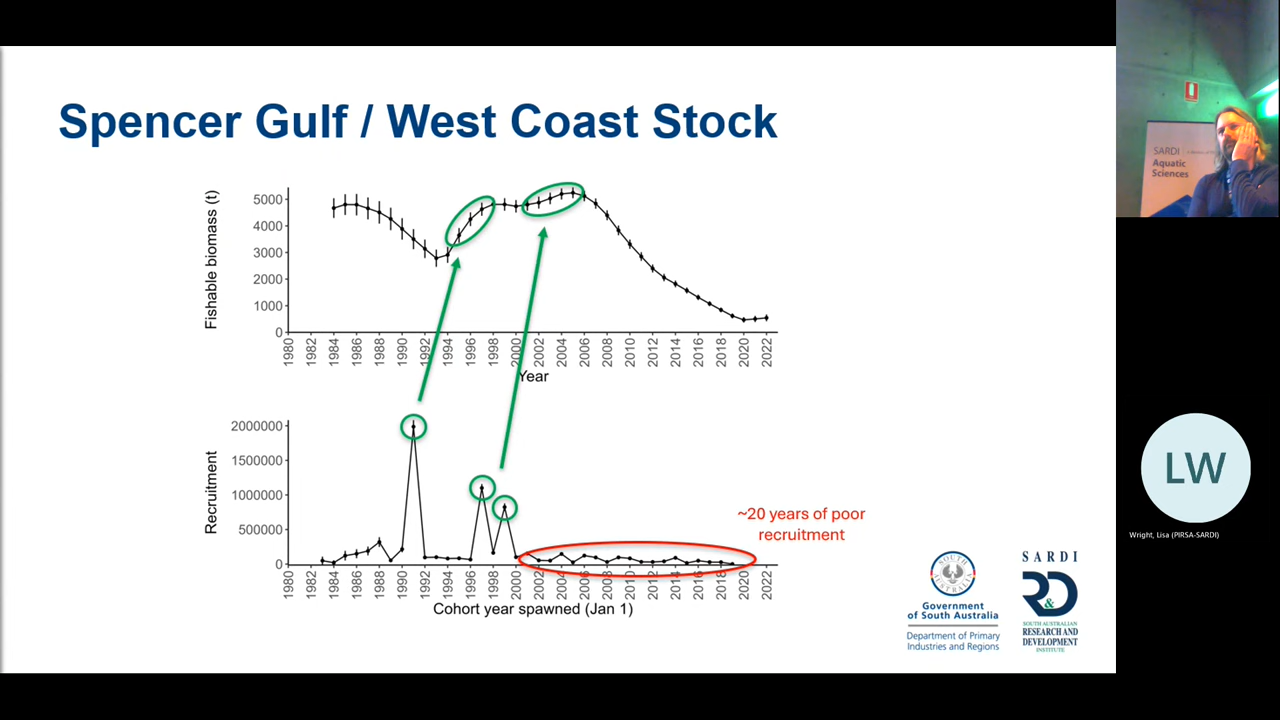 Spencer Gulf / West Coast Stock
Fishable biomass (t)
5000
4000
3000
2000
1000
0
1980 1982 1984 1986 1988 1990 1992 1994 1996 1998 2000 2002 2004 2006 2008 2010 2012 2014 2016 2018 2020 2022
Year
Recruitment
2000000
1500000
1000000
500000
0
1980 1982 1984 1986 1988 1990 1992 1994 1996 1998 2000 2002 2004 2006 2008 2010 2012 2014 2016 2018 2020 2022
Cohort year spawned (Jan 1)
~20 years of poor
recruitment
Government
of South Australia
Department of Primary
Industries and Regions
SARDI
R&D
SOUTH AUSTRALIAN
RESEARCH AND
DEVELOPMENT
INSTITUTE
SARDI
Aquatic
Sciences
LW
Wright, Lisa (PIRSA-SARDI)